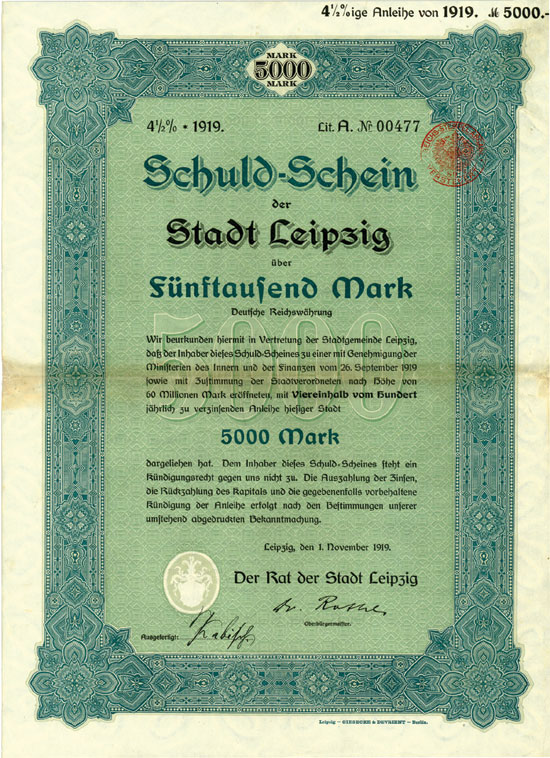 4½%ige Anleihe von 1919. ℳ 5000.-
MARK
5000
MARK
4½% • 1919.
Lit. A. Nr. 00477
Schuld-Schein
der
Stadt Leipzig
über
Fünftausend Mark
Deutsche Reichswährung
Wir beurkunden hiermit in Vertretung der Stadtgemeinde Leipzig,
daß der Inhaber dieses Schuld-Scheines zu einer mit Genehmigung der
Ministerien des Innern und der Finanzen vom 26. September 1919
sowie mit Zustimmung der Stadtverordneten nach Höhe von
60 Millionen Mark eröffneten, mit Viereinhalb vom Hundert
jährlich zu verzinsenden Anleihe hiesiger Stadt
5000 Mark
dargeliehen hat. Dem Inhaber dieses Schuld-Scheines steht ein
Kündigungsrecht gegen uns nicht zu. Die Auszahlung der Zinsen,
die Rückzahlung des Kapitals und die gegebenenfalls vorbehaltene
Kündigung der Anleihe erfolgt nach den Bestimmungen unserer
umstehend abgedruckten Bekanntmachung.
Leipzig, den 1. November 1919.
Der Rat der Stadt Leipzig
Dr. Rothe
Oberbürgermeister.
Ausgefertigt:
Leipzig – GIESECKE & DEVRIENT – Berlin.